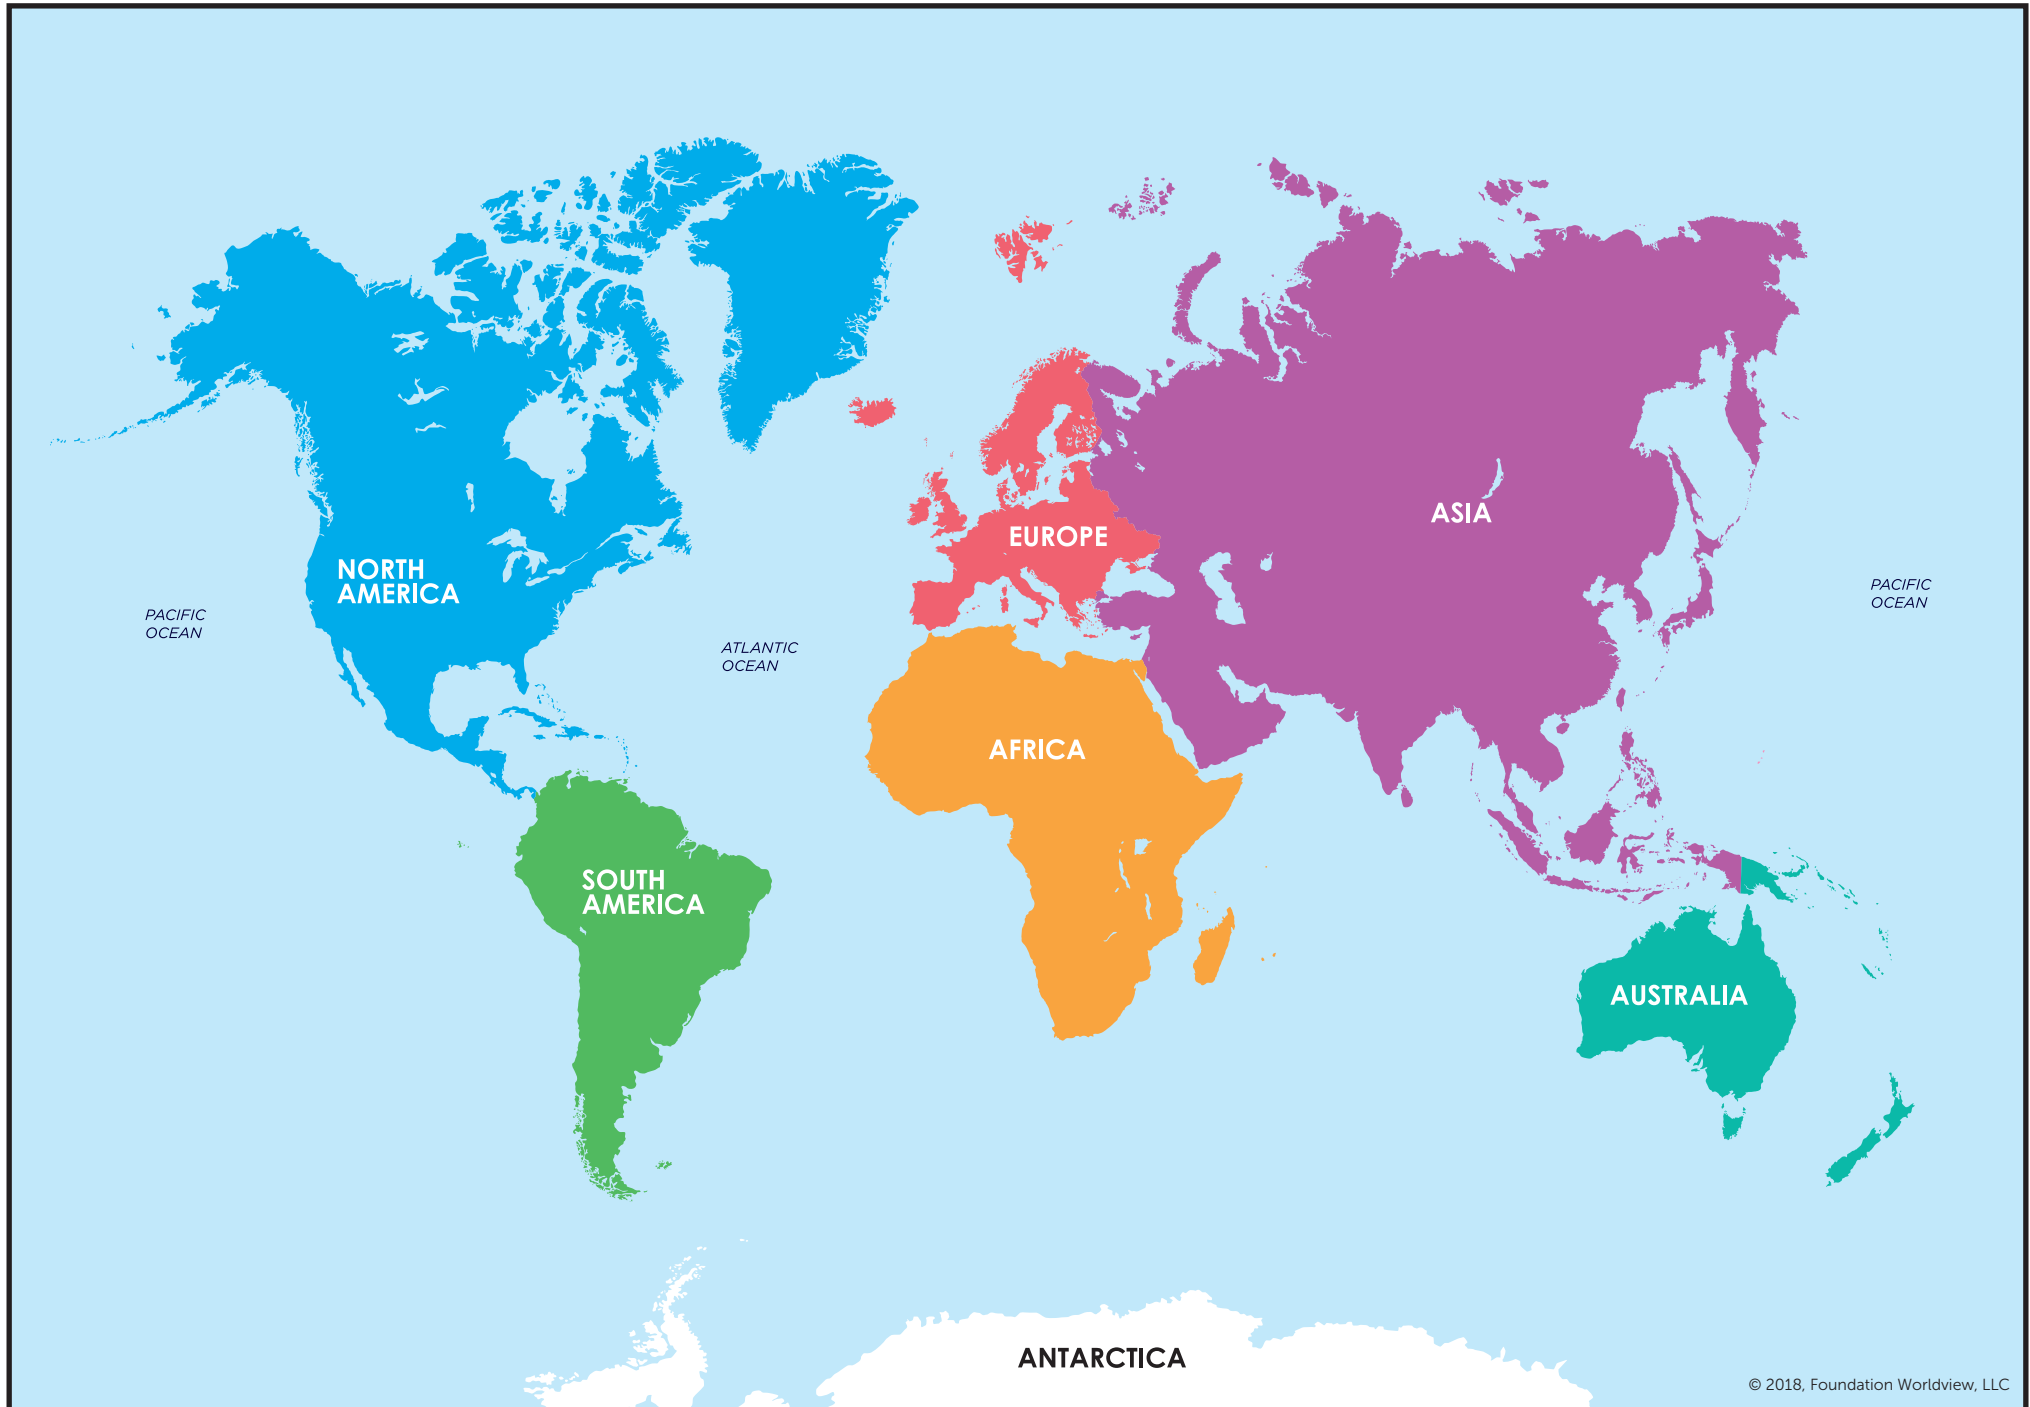 ASIA
EUROPE
NORTH
AMERICA
PACIFIC
OCEAN
PACIFIC
OCEAN
ATLANTIC
OCEAN
AFRICA
SOUTH
AMERICA
AUSTRALIA
ANTARCTICA
© 2018, Foundation Worldview, LLC